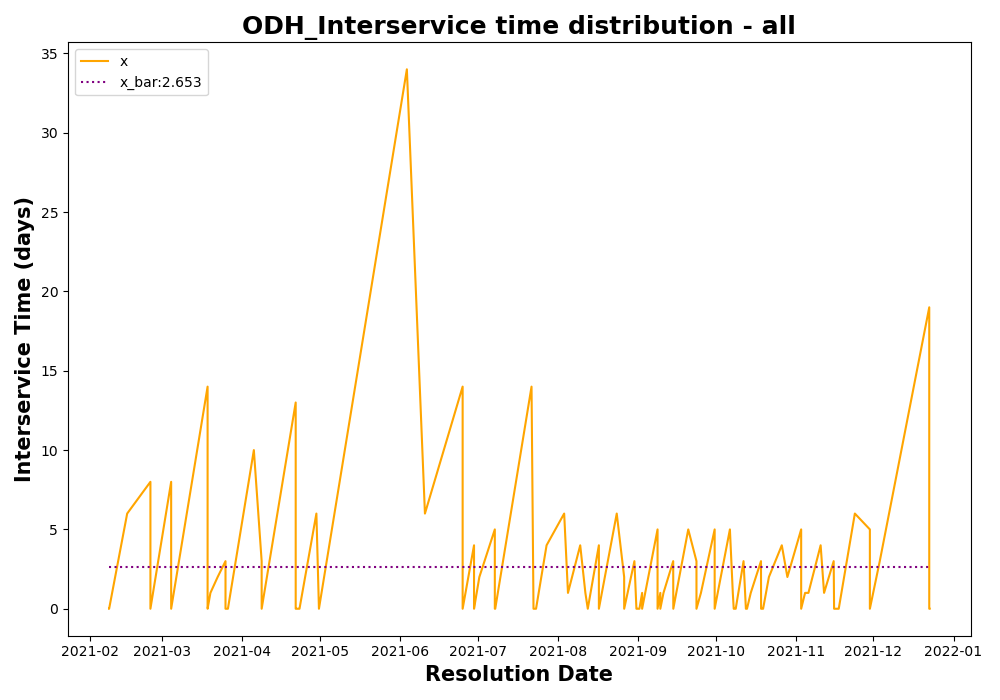 ODH_Interservice time distribution - all
x
x_bar:2.653
Interservice Time (days)
35
30
25
20
15
10
5
0
2021-02 2021-03 2021-04 2021-05 2021-06 2021-07 2021-08 2021-09 2021-10 2021-11 2021-12 2022-01
Resolution Date